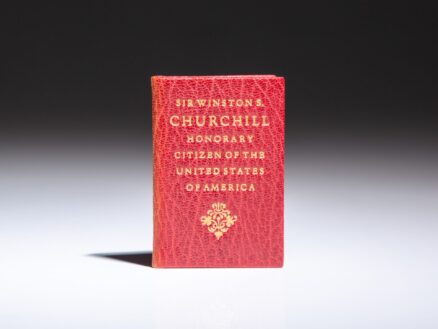 SIR WINSTON S.
CHURCHILL
HONORARY
CITIZEN OF THE
UNITED STATES
OF AMERICA